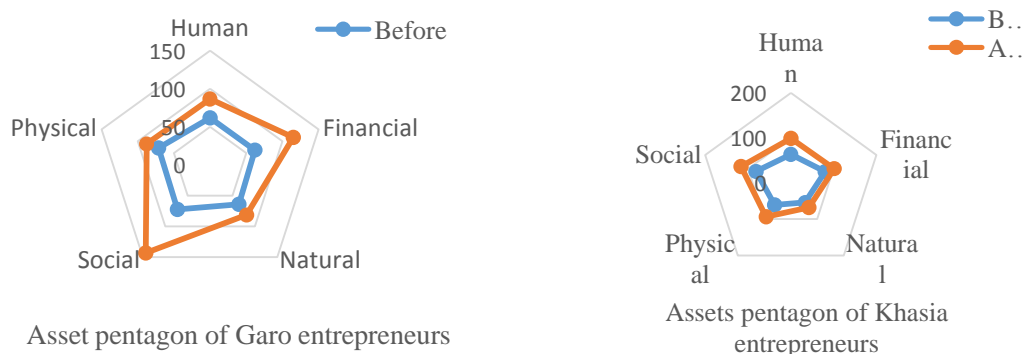 Human
Before
150
100
50
0
Physical
Financial
Social
Natural
Asset pentagon of Garo entrepreneurs
B…
A…
Huma
n
200
100
0
Social
Financ
ial
Physic
al
Natura
l
Assets pentagon of Khasia
entrepreneurs